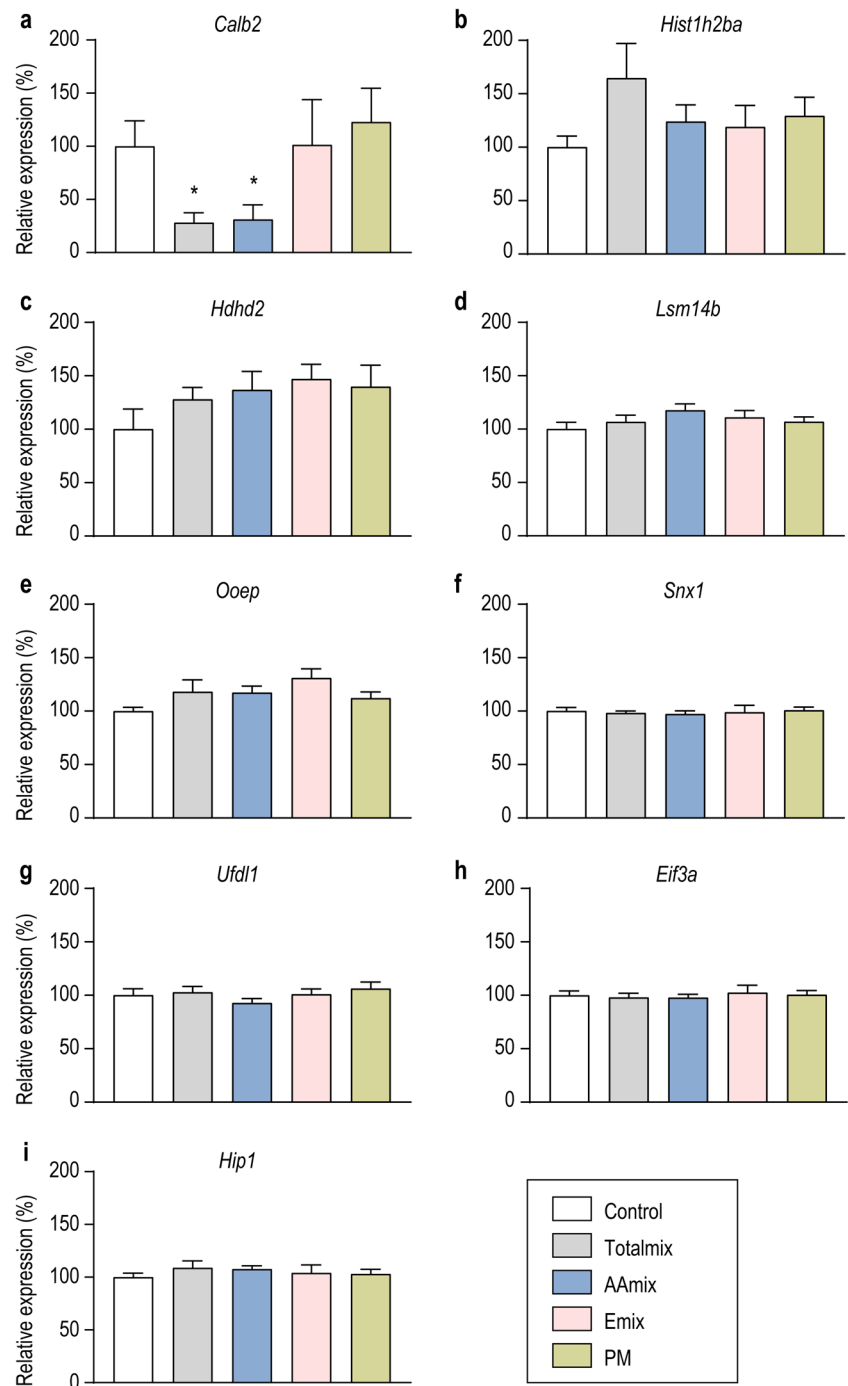 a
Calb2
Relative expression (%)
200
150
100
50
0
*
*
b
Hist1h2ba
200
150
100
50
0
c
Hdhd2
Relative expression (%)
200
150
100
50
0
d
Lsm14b
200
150
100
50
0
e
Ooep
Relative expression (%)
200
150
100
50
0
f
Snx1
200
150
100
50
0
g
Ufdl1
Relative expression (%)
200
150
100
50
0
h
Eif3a
200
150
100
50
0
i
Hip1
Relative expression (%)
200
150
100
50
0
Control
Totalmix
AAmix
Emix
PM